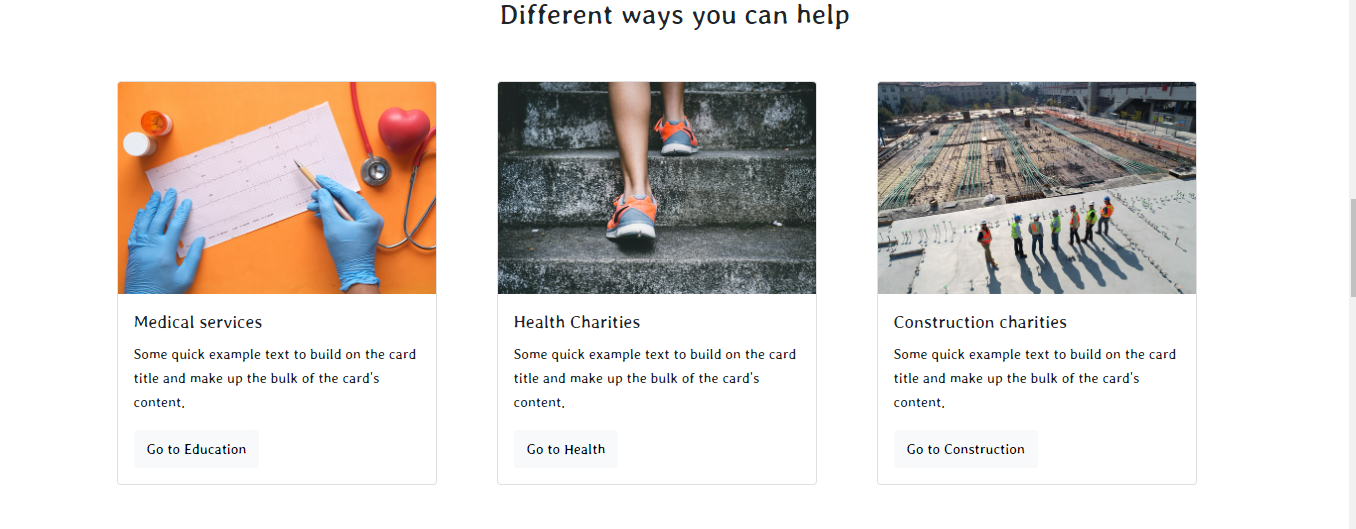 Different ways you can help
Medical services
Some quick example text to build on the card
title and make up the bulk of the card's
content.
Go to Education
Health Charities
Some quick example text to build on the card
title and make up the bulk of the card's
content.
Go to Health
Construction charities
Some quick example text to build on the card
title and make up the bulk of the card's
content.
Go to Construction